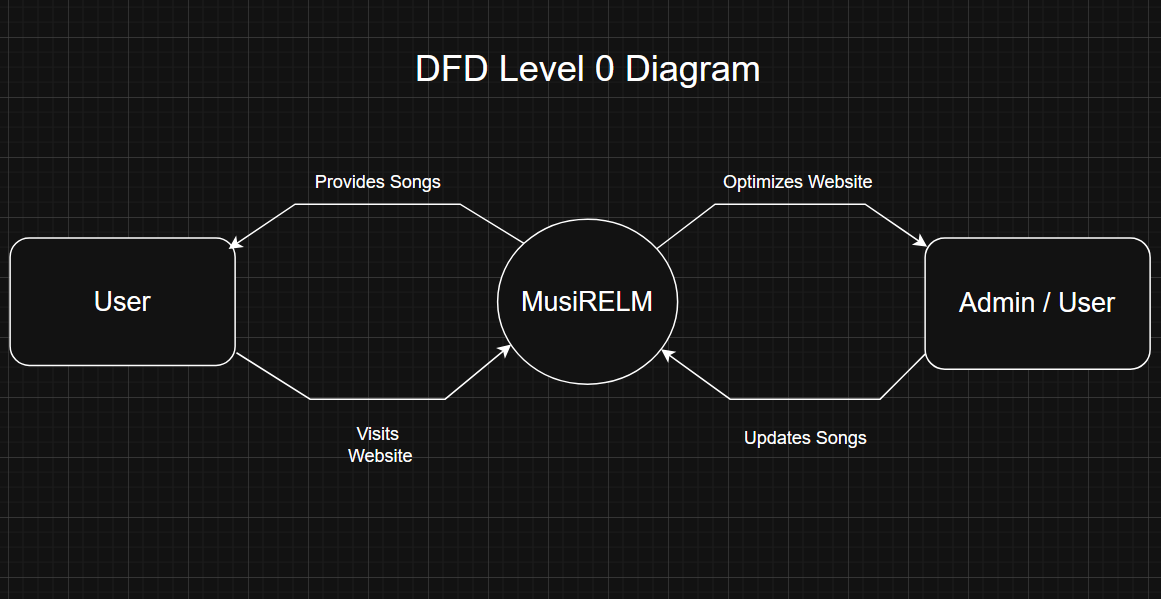 DFD Level 0 Diagram
Provides Songs
Optimizes Website
User
MusiRELM
Admin / User
Visits
Website
Updates Songs